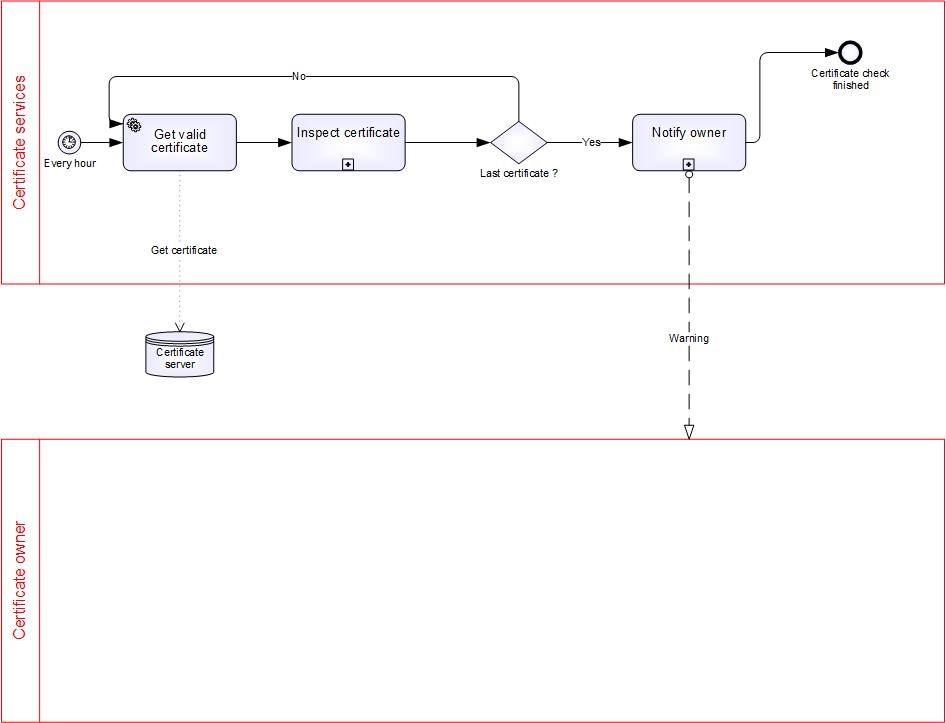 Certificate services
Certificate check
finished
No
Get valid
certificate
Inspect certificate
Notify owner
Every hour
Yes
Last certificate ?
Get certificate
Certificate
server
Warning
Certificate owner